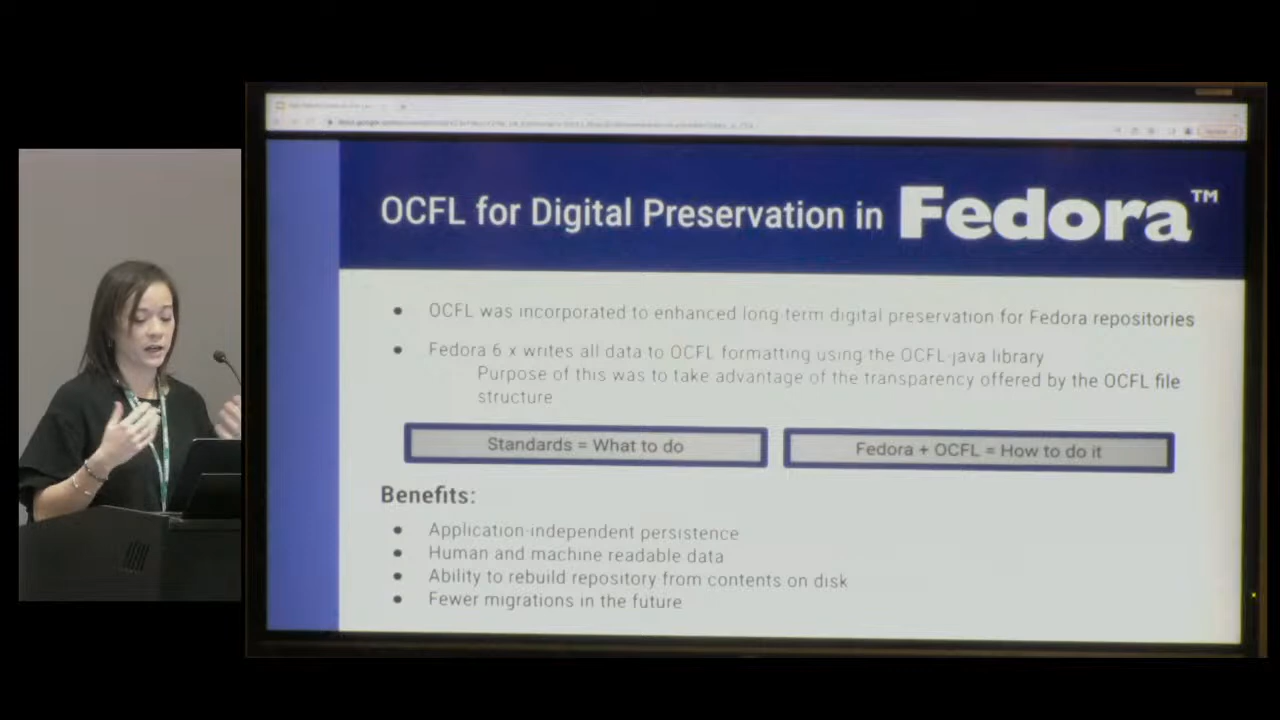 OCFL for Digital Preservation in Fedora™
• OCFL was incorporated to enhanced long term digital preservation for Fedora repositories
• Fedora 6 x writes all data to OCFL formatting using the OCFL-java library
Purpose of this was to take advantage of the transparency offered by the OCFL file
structure
Standards = What to do
Fedora + OCFL = How to do it
Benefits:
• Application-independent persistence
• Human and machine readable data
• Ability to rebuild repository from contents on disk
• Fewer migrations in the future